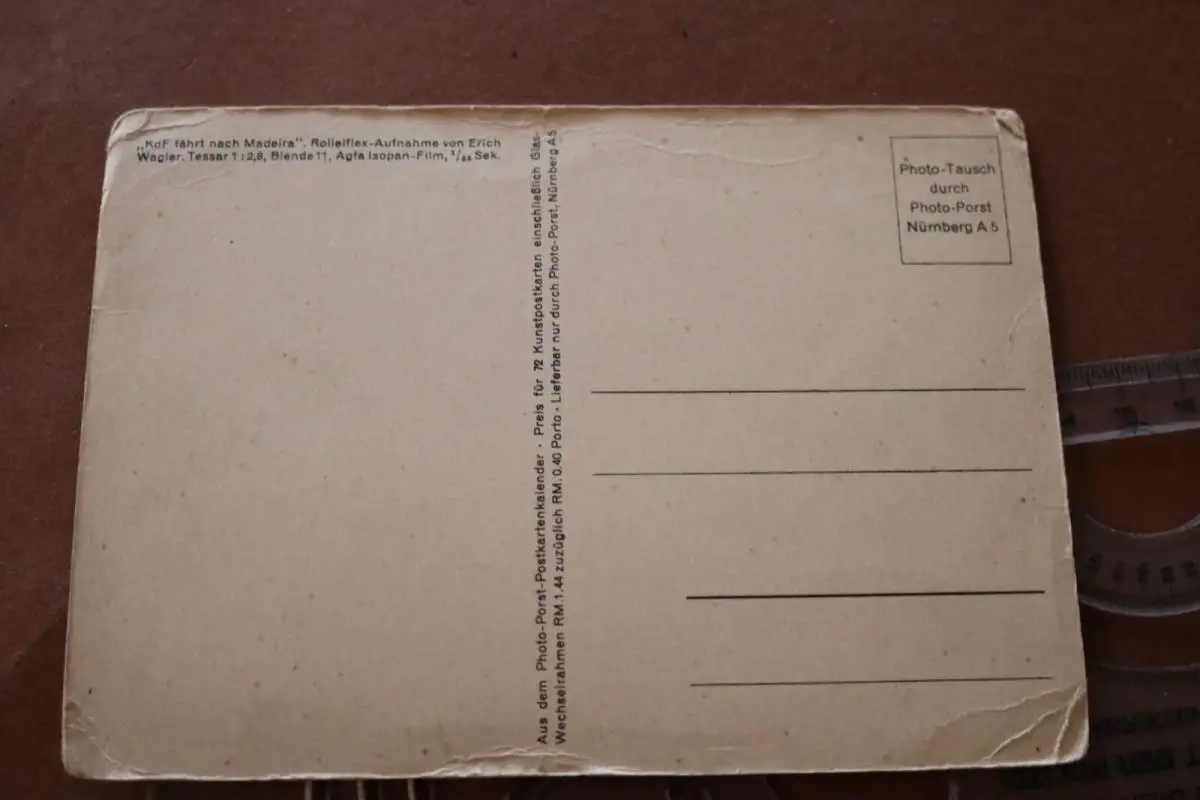 „KdF fährt nach Madeira“. Rolleiflex-Aufnahme von Erich
Wagler. Tessar 1:2,8, Blende 11, Agfa Isopan-Film, Sek.
Aus dem Photo-Porst-Postkartenkalender · Preis für 72 Kunstpostkarten einschließlich Glas-
Wechselrahmen RM.1.44 zuzüglich RM.0.40 Porto · Lieferbar nur durch Photo-Porst, Nürnberg A 5
Photo-Tausch
durch
Photo-Porst
Nürnberg A 5